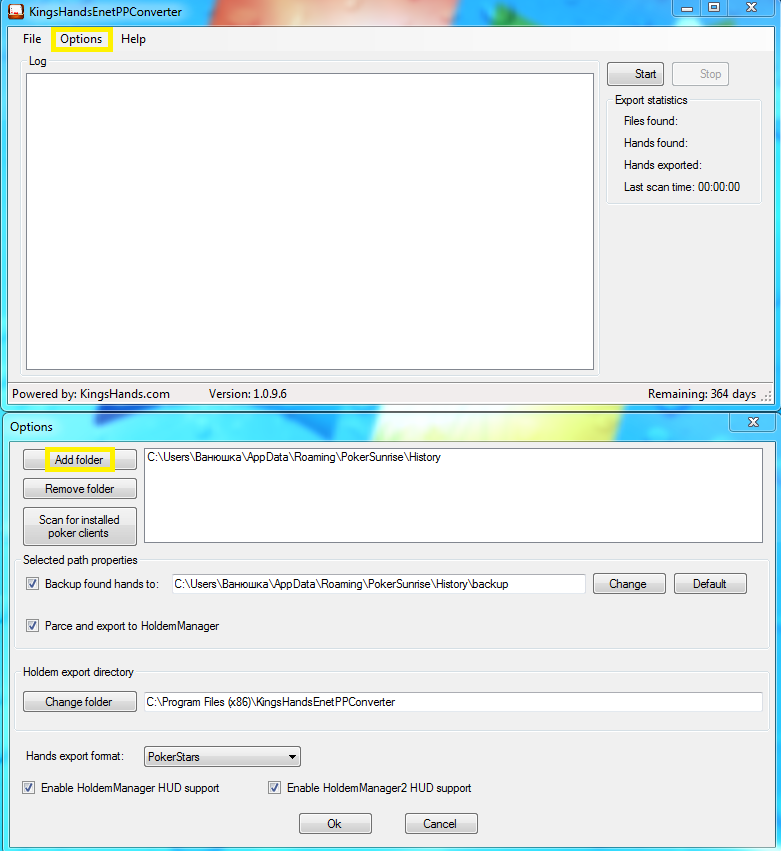 KingsHandsEnetPPConverter
File Options Help
Log
Start Stop
Export statistics
Files found:
Hands found:
Hands exported:
Last scan time: 00:00:00
Powered by: KingsHands.com Version: 1.0.9.6 Remaining: 364 days
Options
Add folder
C:\Users\Ванюшка\AppData\Roaming\PokerSunrise\History
Remove folder
Scan for installed
poker clients
Selected path properties
Backup found hands to: C:\Users\Ванюшка\AppData\Roaming\PokerSunrise\History\backup Change Default
Parce and export to HoldemManager
Holdem export directory
Change folder C:\Program Files (x86)\KingsHandsEnetPPConverter
Hands export format: PokerStars
Enable HoldemManager HUD support Enable HoldemManager2 HUD support
Ok Cancel